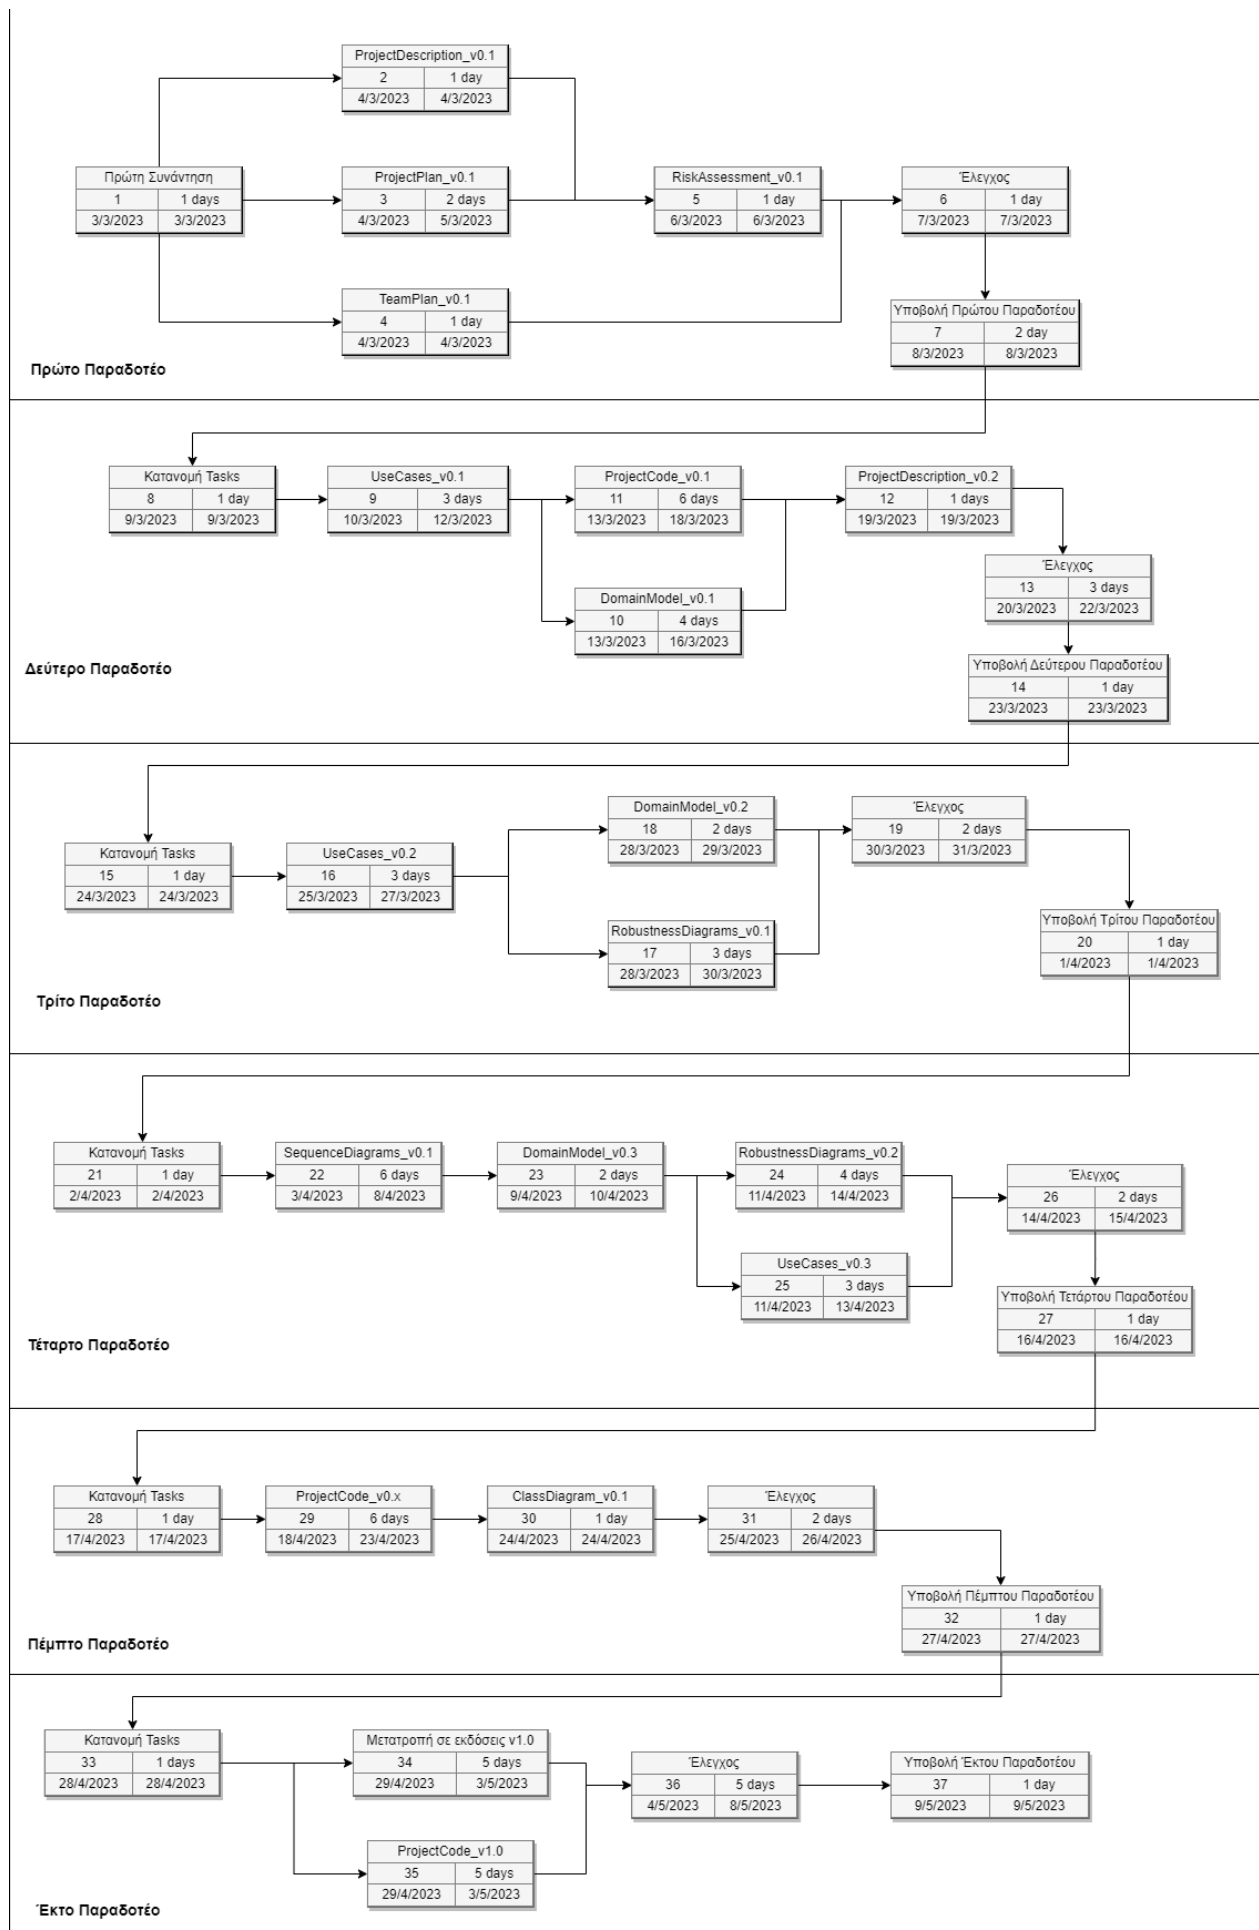 ProjectDescription_v0.1
2 1 day
4/3/2023 4/3/2023
Πρώτη Συνάντηση
1 1 days
3/3/2023 3/3/2023
ProjectPlan_v0.1
3 2 days
4/3/2023 5/3/2023
RiskAssessment_v0.1
5 1 day
6/3/2023 6/3/2023
Έλεγχος
6 1 day
7/3/2023 7/3/2023
TeamPlan_v0.1
4 1 day
4/3/2023 4/3/2023
Υποβολή Πρώτου Παραδοτέου
7 2 day
8/3/2023 8/3/2023
Πρώτο Παραδοτέο
Κατανομή Tasks
8 1 day
9/3/2023 9/3/2023
UseCases_v0.1
9 3 days
10/3/2023 12/3/2023
ProjectCode_v0.1
11 6 days
13/3/2023 18/3/2023
ProjectDescription_v0.2
12 1 days
19/3/2023 19/3/2023
Έλεγχος
13 3 days
20/3/2023 22/3/2023
DomainModel_v0.1
10 4 days
13/3/2023 16/3/2023
Υποβολή Δεύτερου Παραδοτέου
14 1 day
23/3/2023 23/3/2023
Δεύτερο Παραδοτέο
DomainModel_v0.2
18 2 days
28/3/2023 29/3/2023
Έλεγχος
19 2 days
30/3/2023 31/3/2023
Κατανομή Tasks
15 1 day
24/3/2023 24/3/2023
UseCases_v0.2
16 3 days
25/3/2023 27/3/2023
RobustnessDiagrams_v0.1
17 3 days
28/3/2023 30/3/2023
Υποβολή Τρίτου Παραδοτέου
20 1 day
1/4/2023 1/4/2023
Τρίτο Παραδοτέο
Κατανομή Tasks
21 1 day
2/4/2023 2/4/2023
SequenceDiagrams_v0.1
22 6 days
3/4/2023 8/4/2023
DomainModel_v0.3
23 2 days
9/4/2023 10/4/2023
RobustnessDiagrams_v0.2
24 4 days
11/4/2023 14/4/2023
Έλεγχος
26 2 days
14/4/2023 15/4/2023
UseCases_v0.3
25 3 days
11/4/2023 13/4/2023
Υποβολή Τετάρτου Παραδοτέου
27 1 day
16/4/2023 16/4/2023
Τέταρτο Παραδοτέο
Κατανομή Tasks
28 1 day
17/4/2023 17/4/2023
ProjectCode_v0.x
29 6 days
18/4/2023 23/4/2023
ClassDiagram_v0.1
30 1 day
24/4/2023 24/4/2023
Έλεγχος
31 2 days
25/4/2023 26/4/2023
Υποβολή Πέμπτου Παραδοτέου
32 1 day
27/4/2023 27/4/2023
Πέμπτο Παραδοτέο
Κατανομή Tasks
33 1 days
28/4/2023 28/4/2023
Μετατροπή σε εκδόσεις v1.0
34 5 days
29/4/2023 3/5/2023
Έλεγχος
36 5 days
4/5/2023 8/5/2023
Υποβολή Έκτου Παραδοτέου
37 1 day
9/5/2023 9/5/2023
ProjectCode_v1.0
35 5 days
29/4/2023 3/5/2023
Έκτο Παραδοτέο